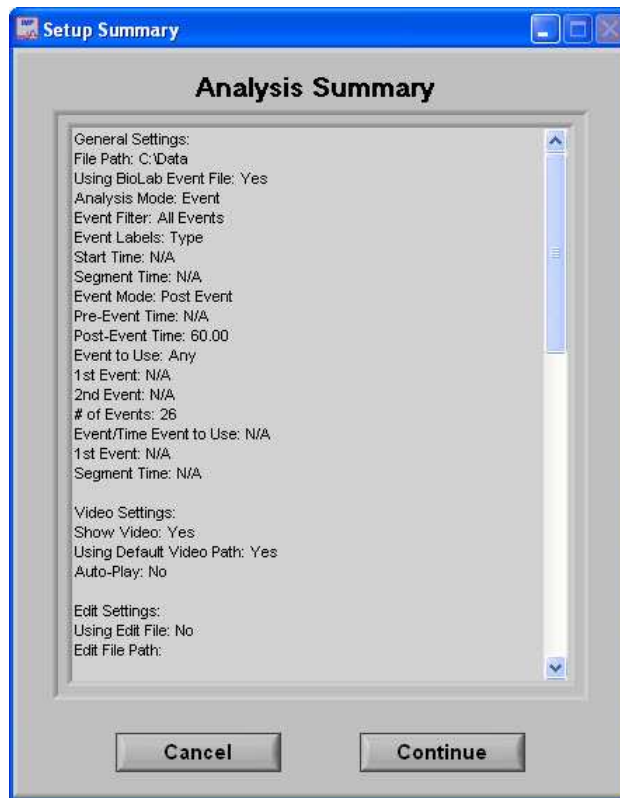 Setup Summary
Analysis Summary
General Settings:
File Path: C:\Data
Using BioLab Event File: Yes
Analysis Mode: Event
Event Filter: All Events
Event Labels: Type
Start Time: N/A
Segment Time: N/A
Event Mode: Post Event
Pre-Event Time: N/A
Post-Event Time: 60.00
Event to Use: Any
1st Event: N/A
2nd Event: N/A
# of Events: 26
Event/Time Event to Use: N/A
1st Event: N/A
Segment Time: N/A
Video Settings:
Show Video: Yes
Using Default Video Path: Yes
Auto-Play: No
Edit Settings:
Using Edit File: No
Edit File Path:
Cancel
Continue